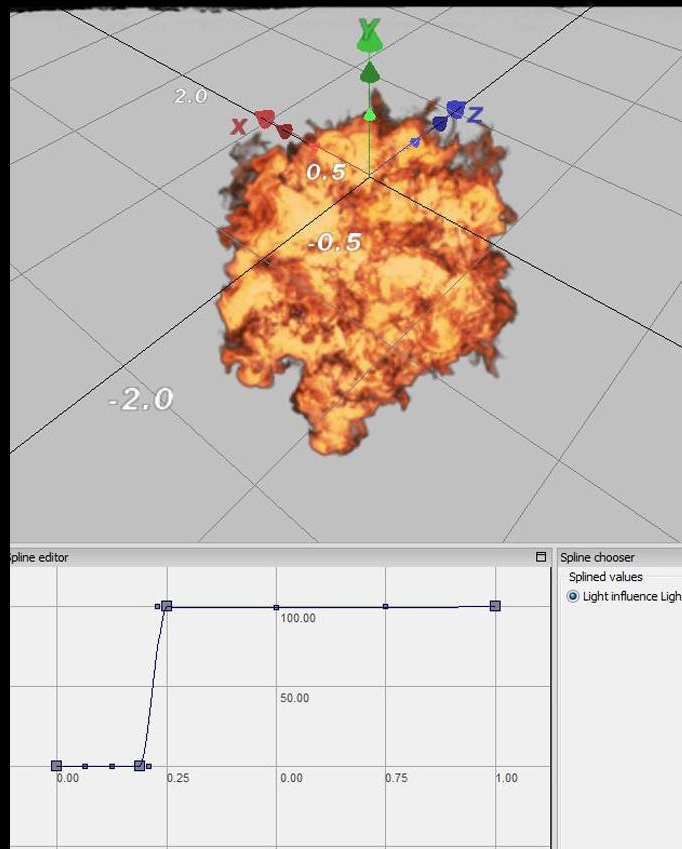 Y
2.0
X
Z
0.5
-0.5
-2.0
Spline editor
Spline chooser
Splined values
Light influence Ligh
100.00
50.00
0.00 0.25 0.00 0.75 1.00